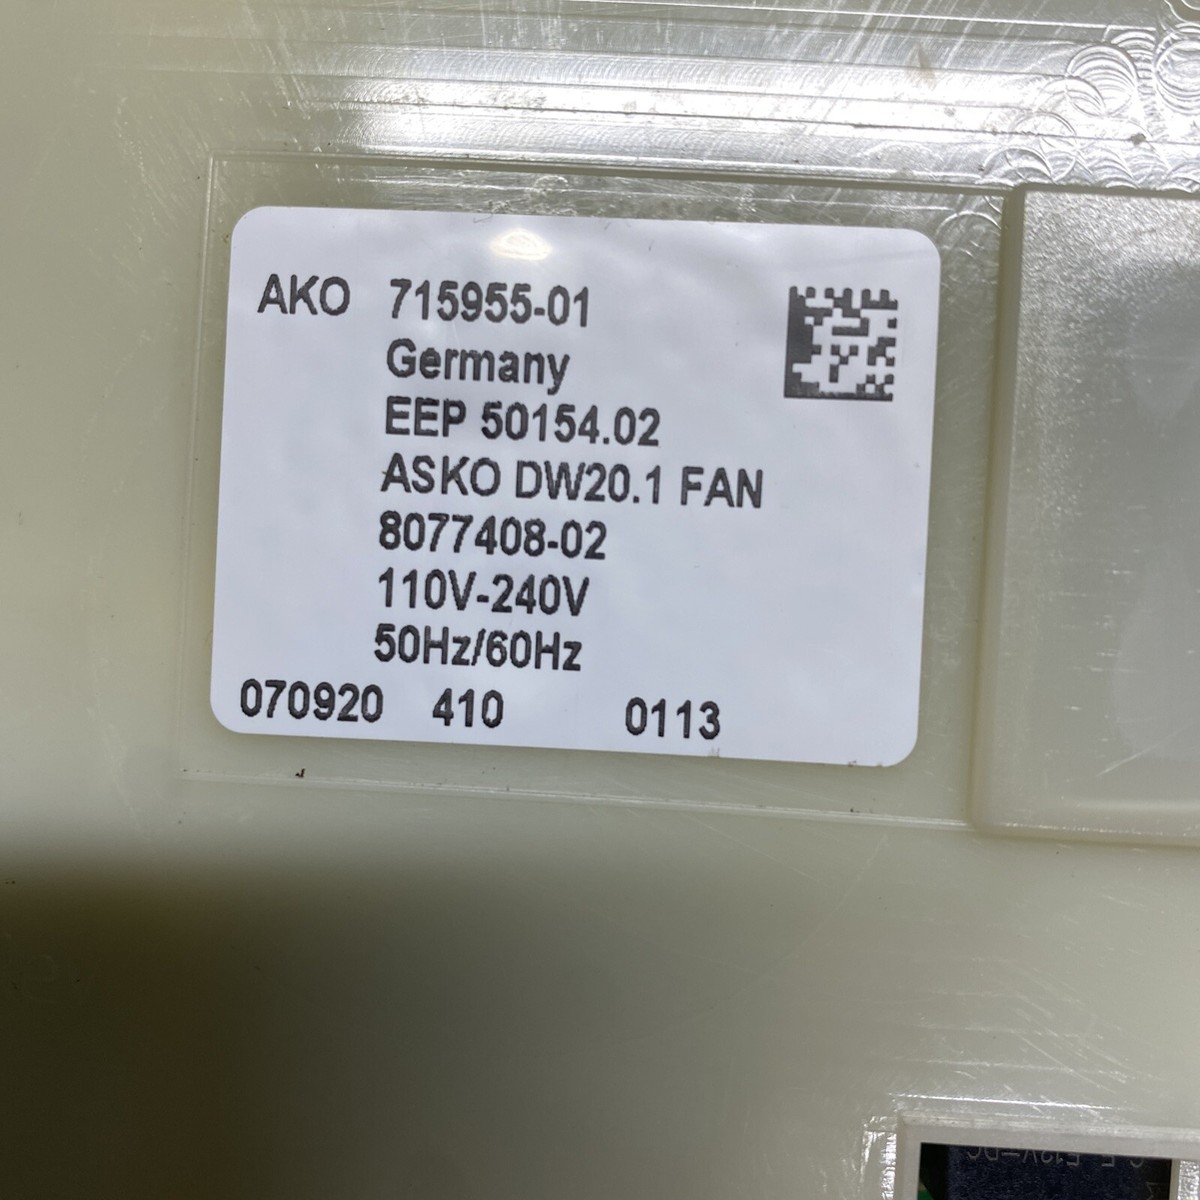 AKO 715955-01
Germany
EEP 50154.02
ASKO DW20.1 FAN
8077408-02
110V-240V
50Hz/60Hz
070920 410 0113